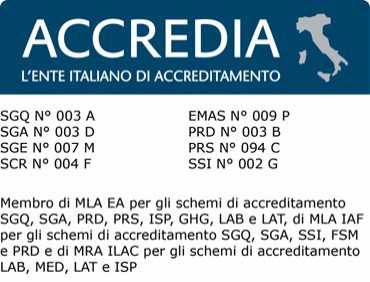 ACCREDIA
L'ENTE ITALIANO DI ACCREDITAMENTO
SGQ N° 003 A
SGA N° 003 D
SGE N° 007 M
SCR N° 004 F
EMAS N° 009 P
PRD N° 003 B
PRS N° 094 C
SSI N° 002 G
Membro di MLA EA per gli schemi di accreditamento
SGQ, SGA, PRD, PRS, ISP, GHG, LAB e LAT, di MLA IAF
per gli schemi di accreditamento SGQ, SGA, SSI, FSM
e PRD e di MRA ILAC per gli schemi di accreditamento
LAB, MED, LAT e ISP